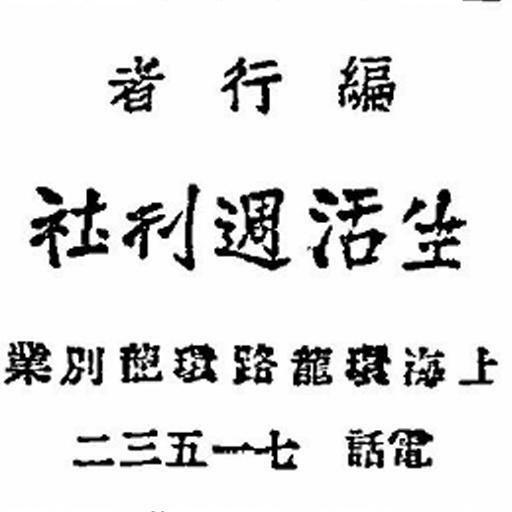 編行者
生活週刊社
上海環龍路環龍別業
電話 七一五三二